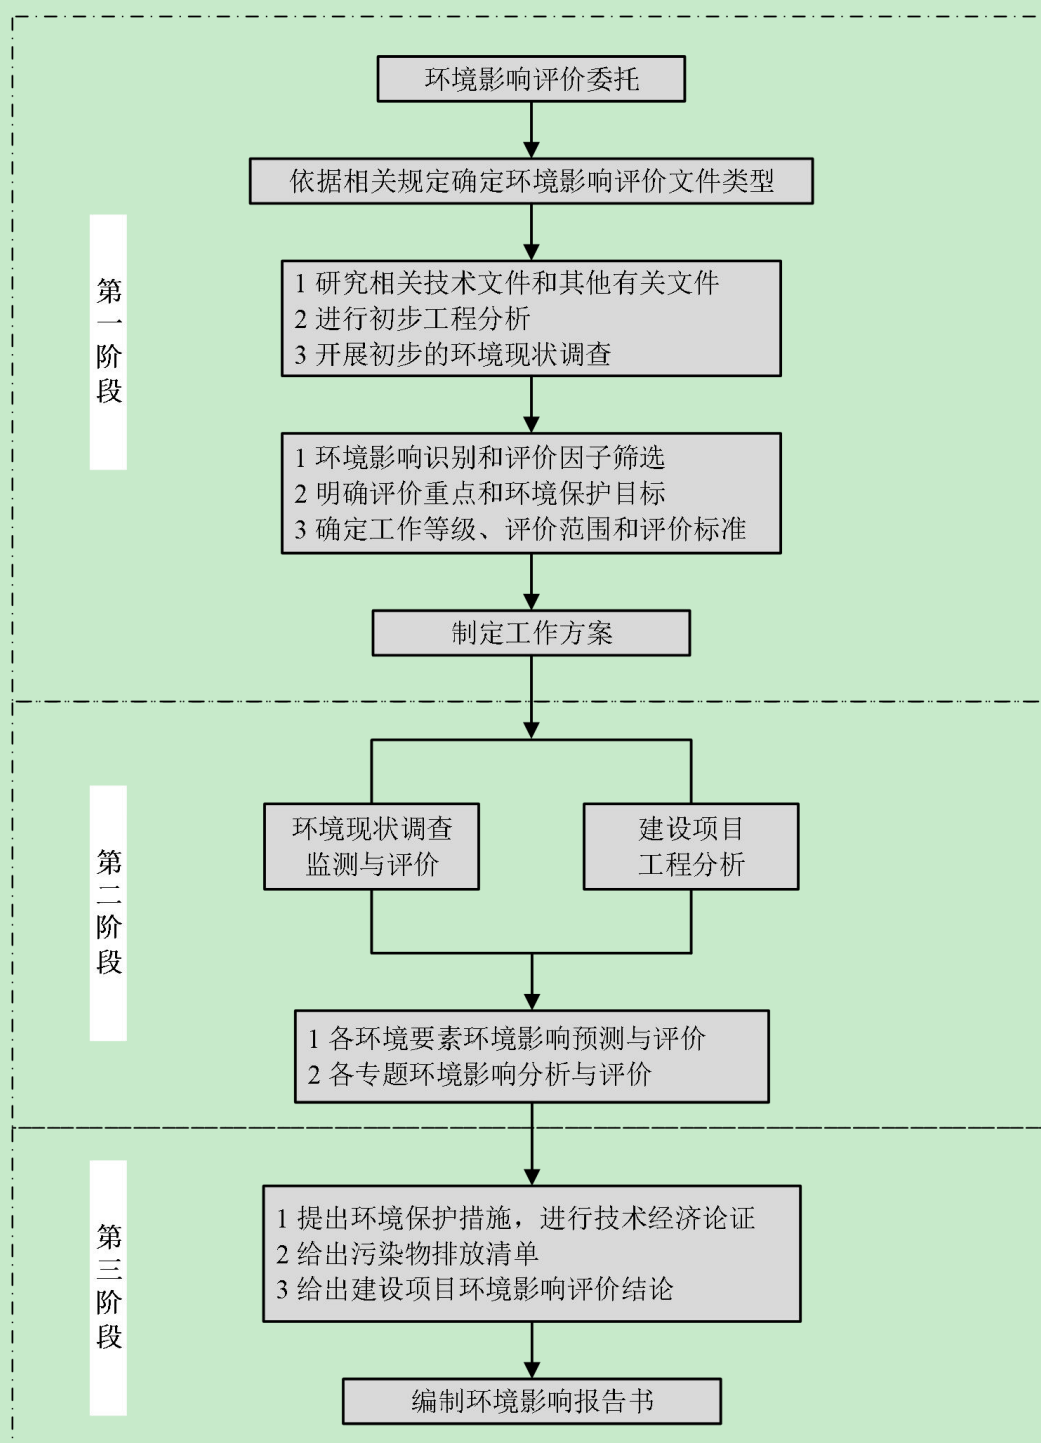 环境影响评价委托
依据相关规定确定环境影响评价文件类型
第一阶段
1 研究相关技术文件和其他有关文件
2 进行初步工程分析
3 开展初步的环境现状调查
1 环境影响识别和评价因子筛选
2 明确评价重点和环境保护目标
3 确定工作等级、评价范围和评价标准
制定工作方案
第二阶段
环境现状调查
监测与评价
建设项目
工程分析
1 各环境要素环境影响预测与评价
2 各专题环境影响分析与评价
第三阶段
1 提出环境保护措施，进行技术经济论证
2 给出污染物排放清单
3 给出建设项目环境影响评价结论
编制环境影响报告书